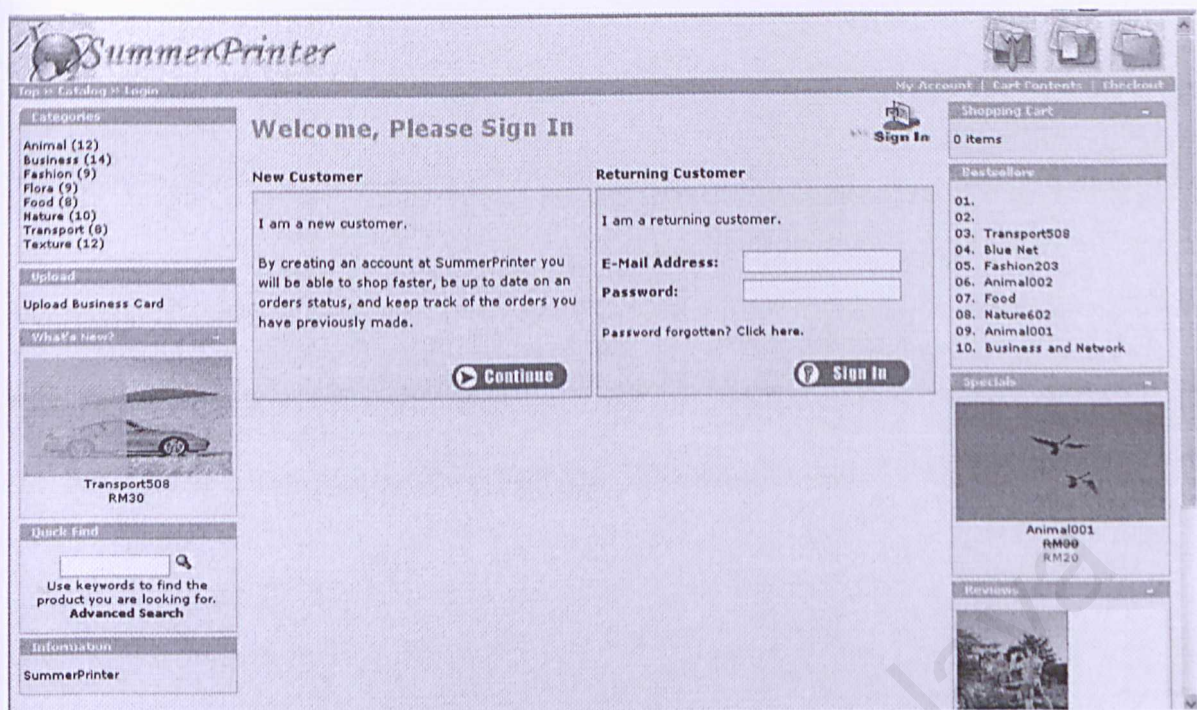 SummerPrinter
Top » Catalog » Login
My Account | Cart Contents | Checkout
Categories
Animal (12)
Business (14)
Fashion (9)
Flora (9)
Food (8)
Nature (10)
Transport (8)
Texture (12)
Upload
Upload Business Card
What's New?
Transport508
RM30
Quick Find
Use keywords to find the
product you are looking for.
Advanced Search
Information
SummerPrinter
Welcome, Please Sign In
Sign In
New Customer
I am a new customer.
By creating an account at SummerPrinter you
will be able to shop faster, be up to date on an
orders status, and keep track of the orders you
have previously made.
Continue
Returning Customer
I am a returning customer.
E-Mail Address:
Password:
Password forgotten? Click here.
Sign In
Shopping Cart
0 items
Bestsellers
01.
02.
03. Transport508
04. Blue Net
05. Fashion203
06. Animal002
07. Food
08. Nature602
09. Animal001
10. Business and Network
Specials
Animal001
RM20
Reviews